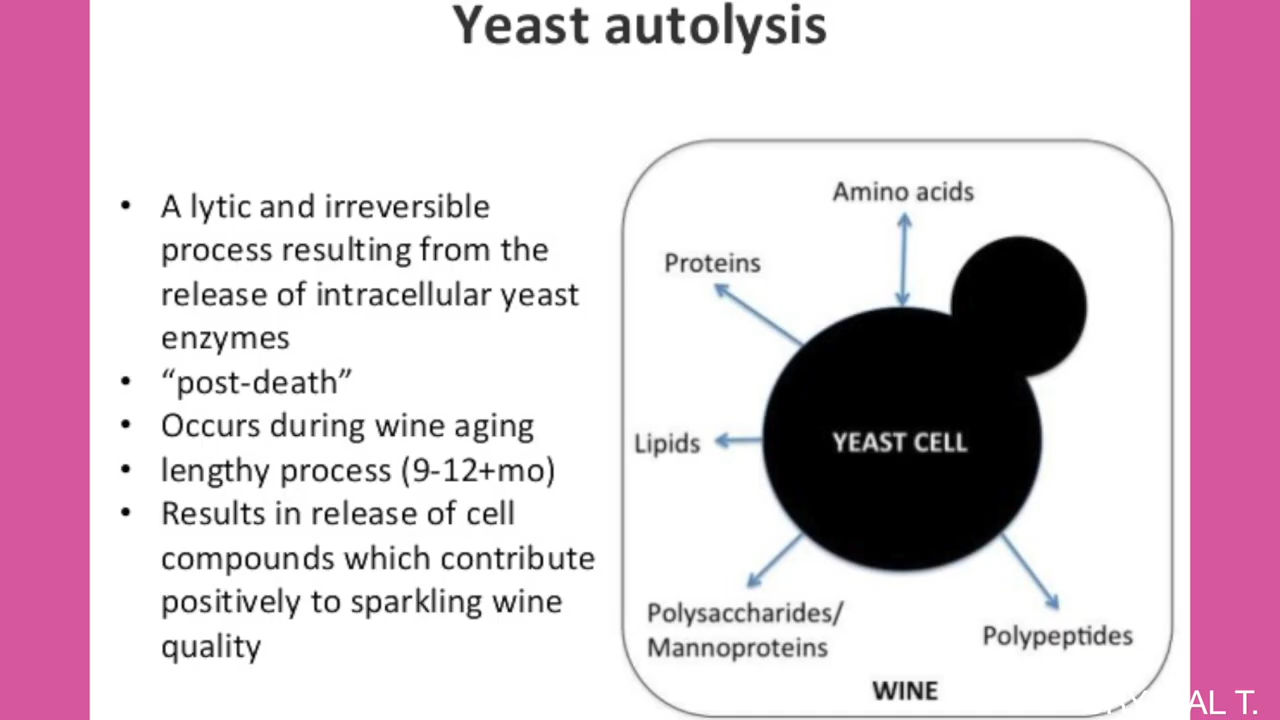 Yeast autolysis
• A lytic and irreversible
process resulting from the
release of intracellular yeast
enzymes
• “post-death”
• Occurs during wine aging
• lengthy process (9-12+mo)
• Results in release of cell
compounds which contribute
positively to sparkling wine
quality
Amino acids
Proteins
Lipids
YEAST CELL
Polysaccharides/
Mannoproteins
Polypeptides
WINE
T.